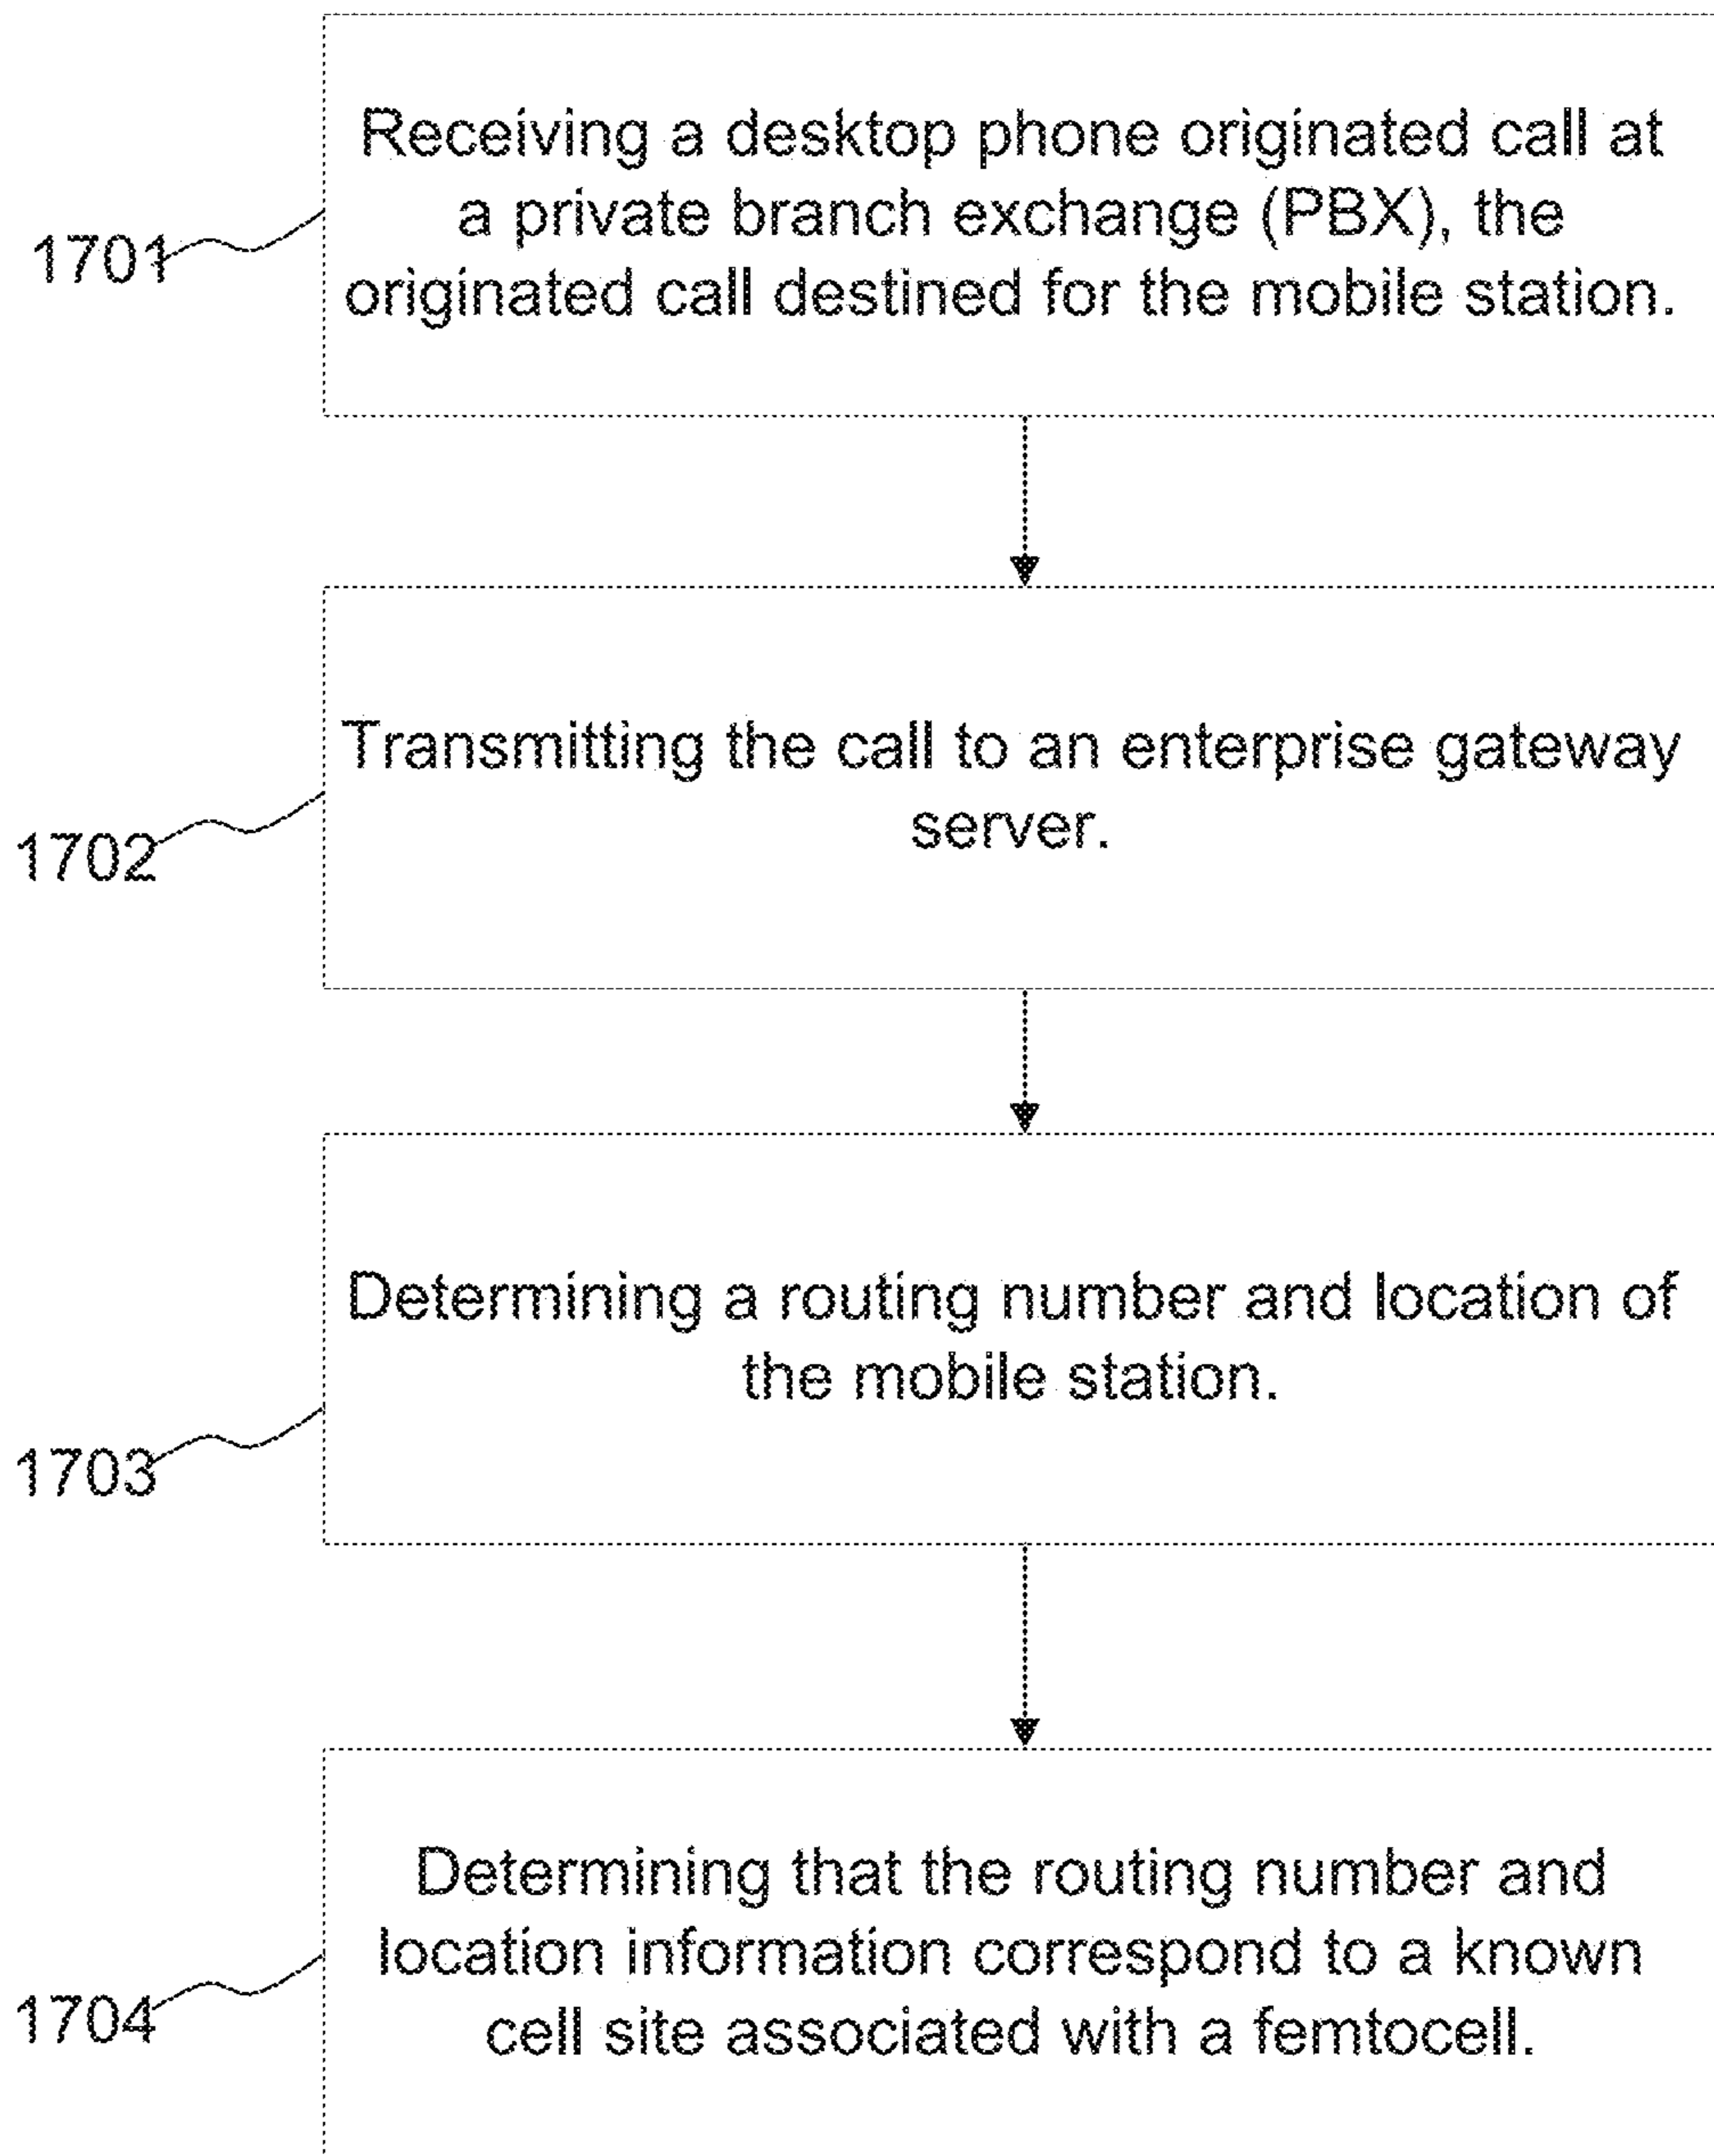 Receiving a desktop phone originated call at
a private branch exchange (PBX), the
originated call destined for the mobile station.
1701
Transmitting the call to an enterprise gateway
server.
1702
Determining a routing number and location of
the mobile station.
1703
Determining that the routing number and
location information correspond to a known
cell site associated with a femtocell.
1704